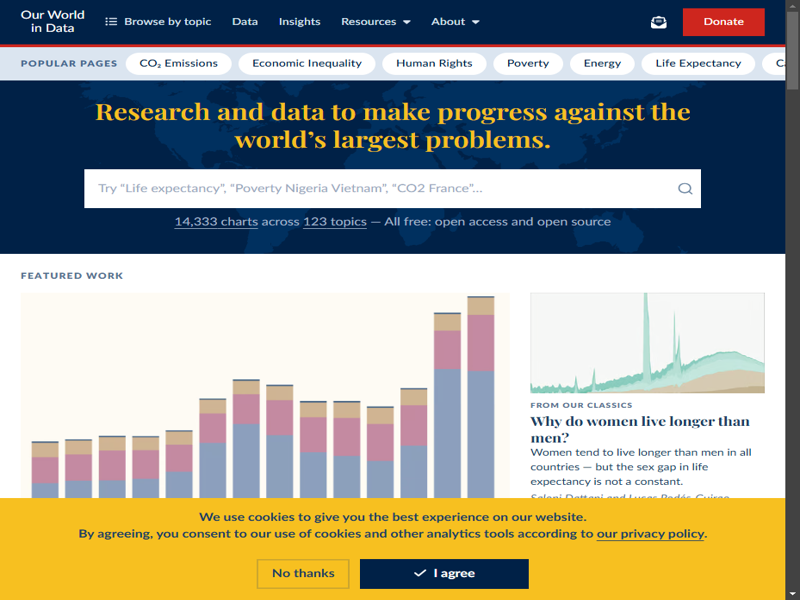 Our World
in Data
Browse by topic
Data
Insights
Resources
About
Donate
POPULAR PAGES
CO₂ Emissions
Economic Inequality
Human Rights
Poverty
Energy
Life Expectancy
Research and data to make progress against the
world's largest problems.
Try “Life expectancy”, “Poverty Nigeria Vietnam”, “CO2 France”...
14,333 charts across 123 topics — All free: open access and open source
FEATURED WORK
FROM OUR CLASSICS
Why do women live longer than
men?
Women tend to live longer than men in all
countries — but the sex gap in life
expectancy is not a constant.
We use cookies to give you the best experience on our website.
By agreeing, you consent to our use of cookies and other analytics tools according to our privacy policy.
No thanks
I agree